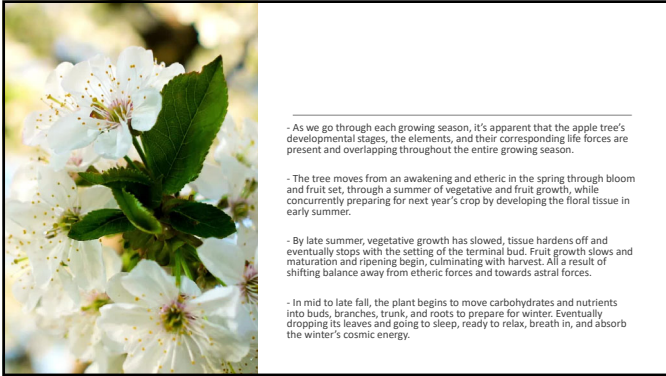 - As we go through each growing season, it's apparent that the apple tree's
developmental stages, the elements, and their corresponding life forces are
present and overlapping throughout the entire growing season.
- The tree moves from an awakening and etheric in the spring through bloom
and fruit set, through a summer of vegetative and fruit growth, while
concurrently preparing for next year's crop by developing the floral tissue in
early summer.
- By late summer, vegetative growth has slowed, tissue hardens off and
eventually stops with the setting of the terminal bud. Fruit growth slows and
maturation and ripening begin, culminating with harvest. All a result of
shifting balance away from etheric forces and towards astral forces.
- In mid to late fall, the plant begins to move carbohydrates and nutrients
into buds, branches, trunk, and roots to prepare for winter. Eventually
dropping its leaves and going to sleep, ready to relax, breath in, and absorb
the winter's cosmic energy.